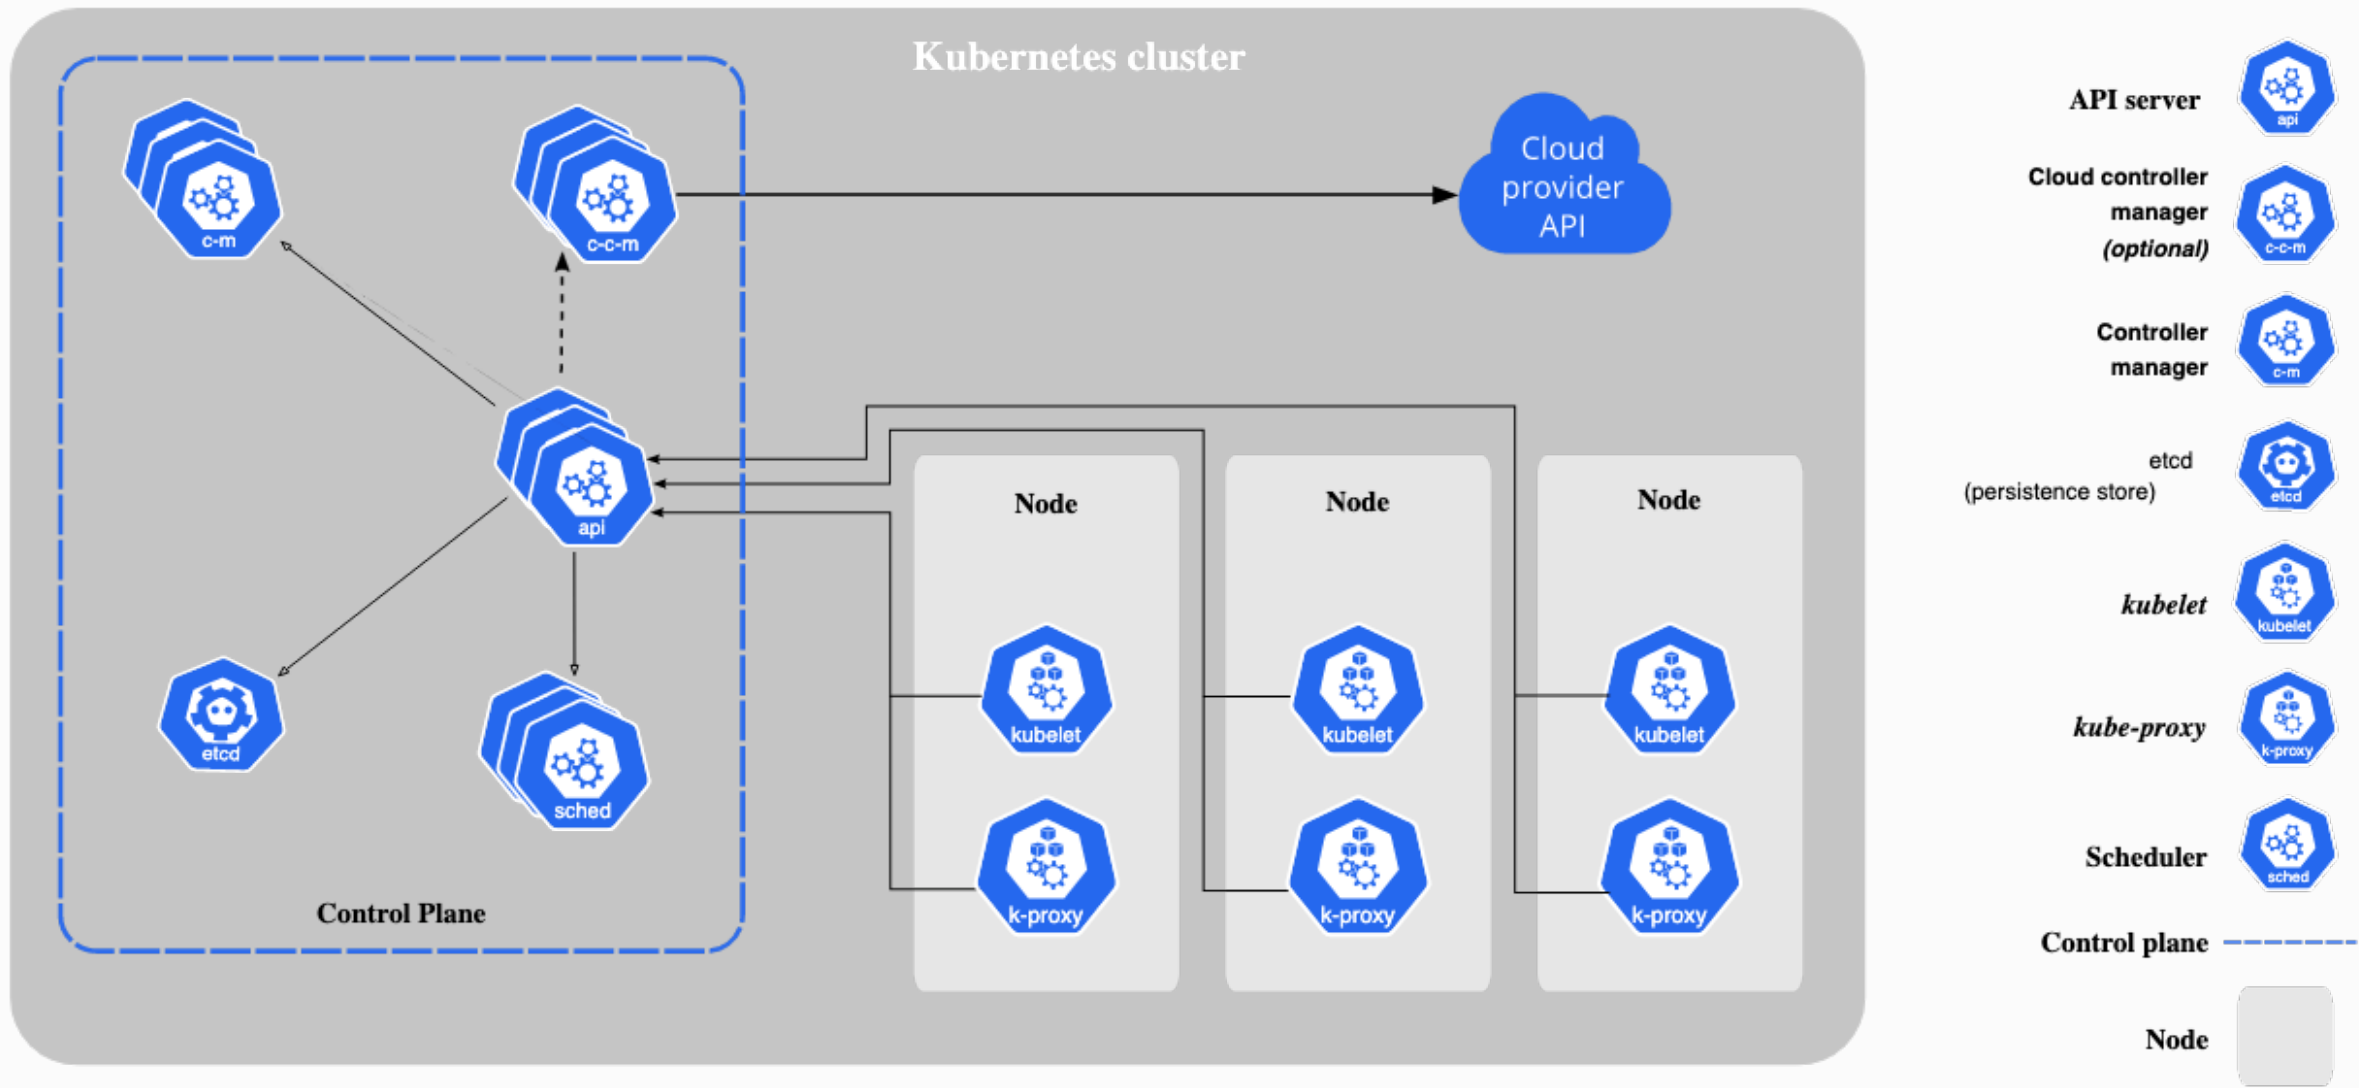 Kubernetes cluster
c-m
c-c-m
Cloud
provider
API
api
etcd
sched
Control Plane
Node
kubelet
k-proxy
Node
kubelet
k-proxy
Node
kubelet
k-proxy
API server
api
Cloud controller
manager
(optional)
c-c-m
Controller
manager
c-m
etcd
(persistence store)
etcd
kubelet
kubelet
kube-proxy
k-proxy
Scheduler
sched
Control plane
Node